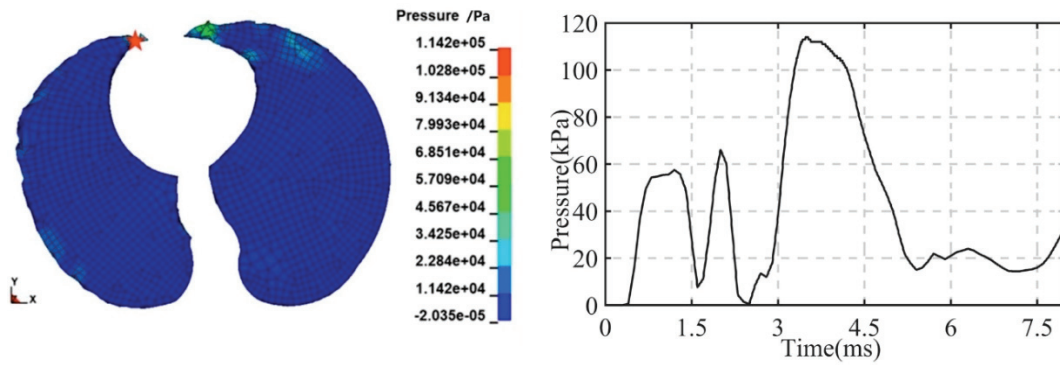 Pressure /Pa
1.142e+05
1.028e+05
9.134e+04
7.993e+04
6.851e+04
5.709e+04
4.567e+04
3.425e+04
2.284e+04
1.142e+04
-2.035e-05
Y
X
Pressure(kPa)
120
100
80
60
40
20
0
0 1.5 3 4.5 6 7.5
Time(ms)